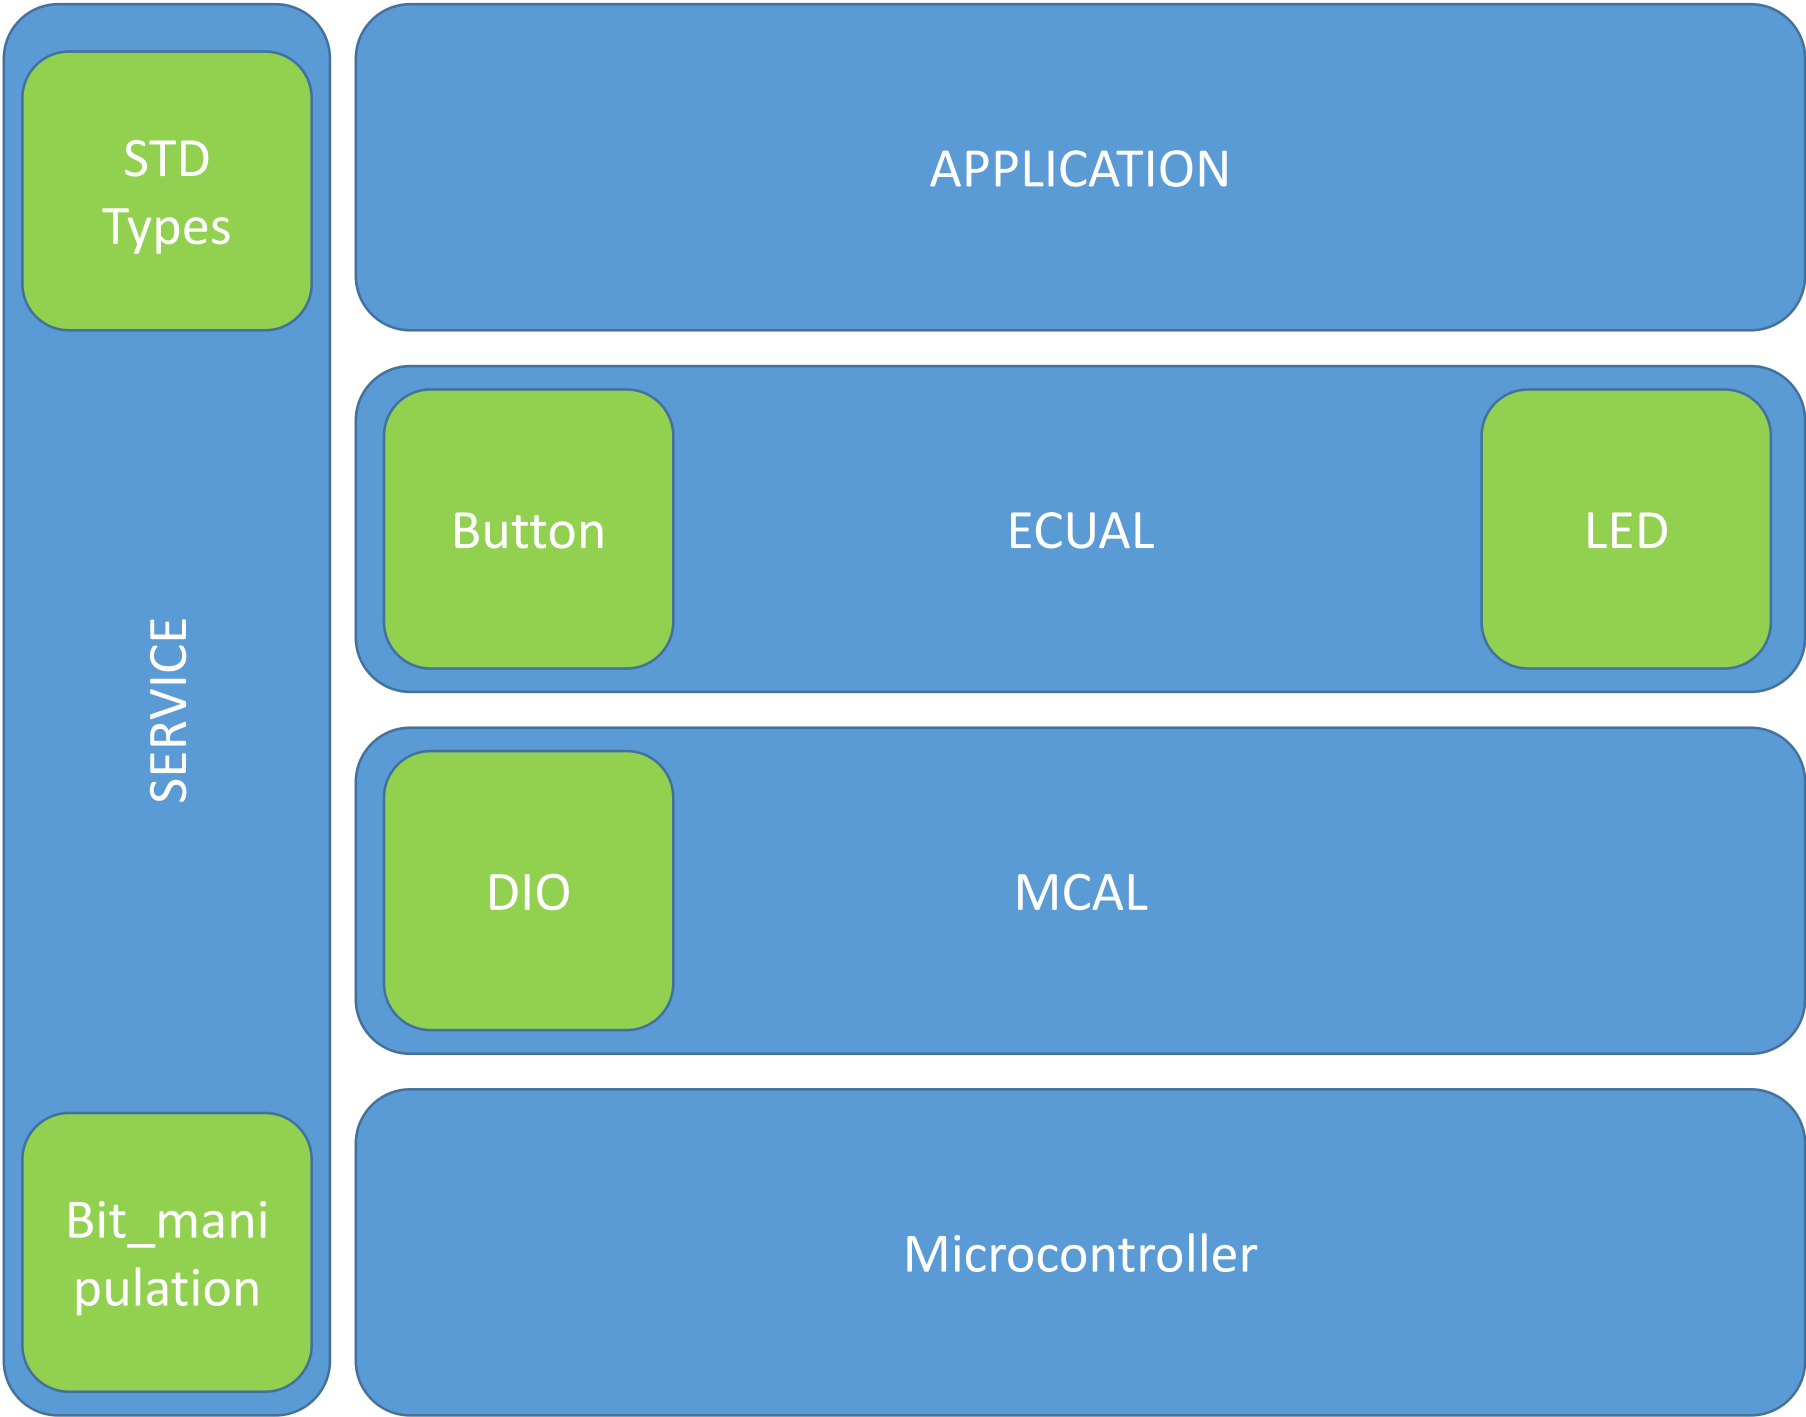 STD
Types
SERVICE
Bit_mani
pulation
APPLICATION
Button
ECUAL
LED
DIO
MCAL
Microcontroller